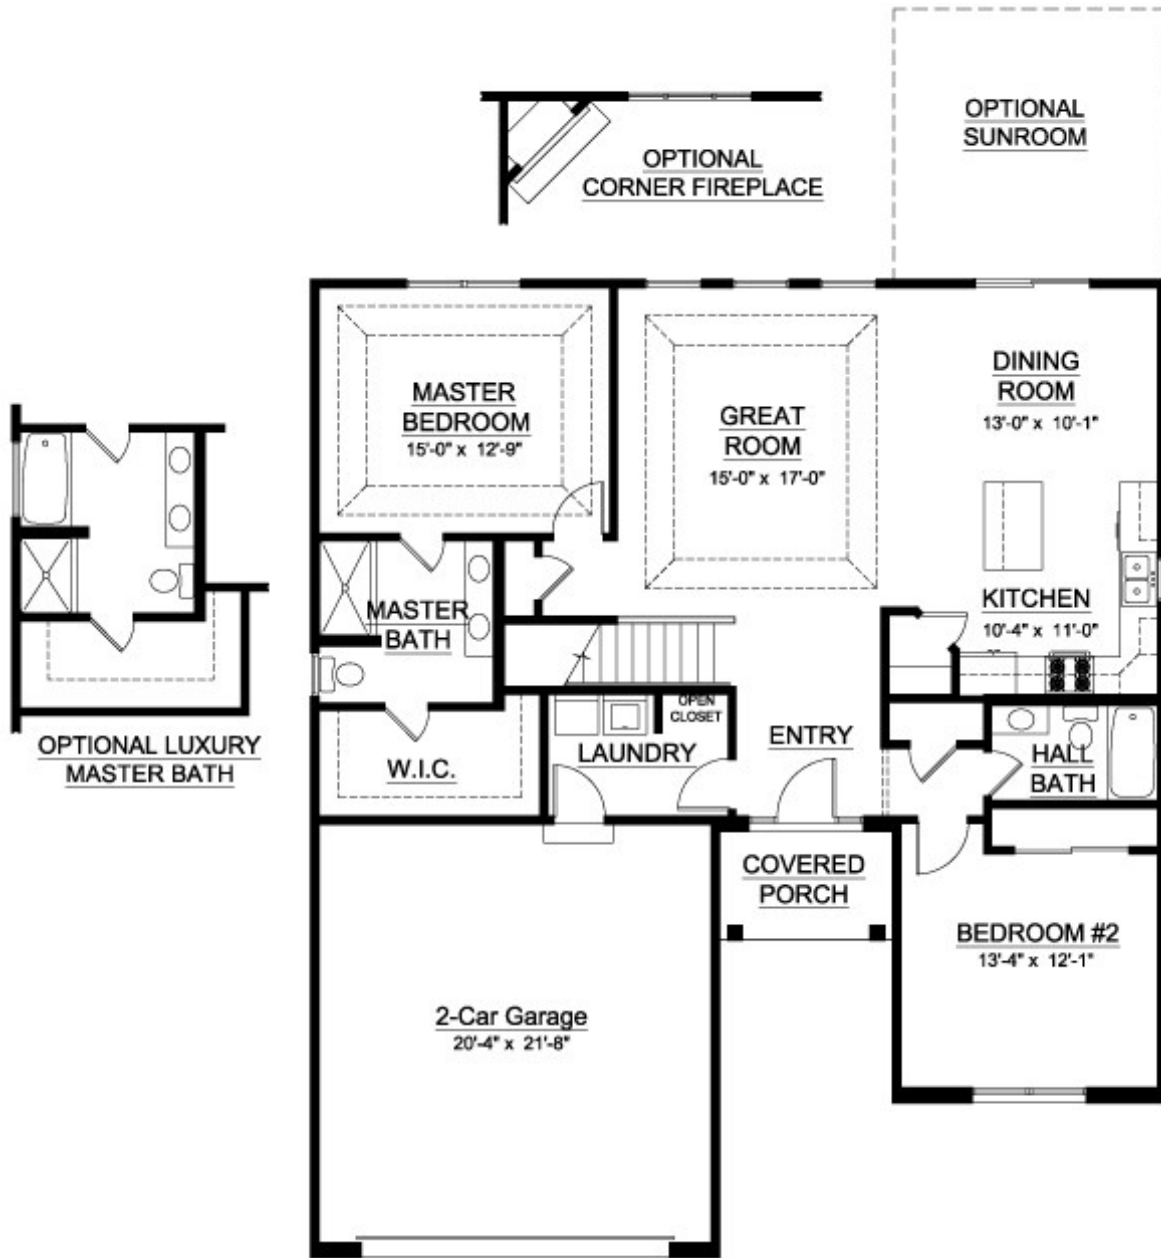 OPTIONAL
SUNROOM
OPTIONAL
CORNER FIREPLACE
MASTER
BEDROOM
15'-0" x 12'-9"
GREAT
ROOM
15'-0" x 17'-0"
DINING
ROOM
13'-0" x 10'-1"
KITCHEN
10'-4" x 11'-0"
MASTER
BATH
OPTIONAL LUXURY
MASTER BATH
W.I.C.
LAUNDRY
OPEN
CLOSET
ENTRY
HALL
BATH
COVERED
PORCH
BEDROOM #2
13'-4" x 12'-1"
2-Car Garage
20'-4" x 21'-8"